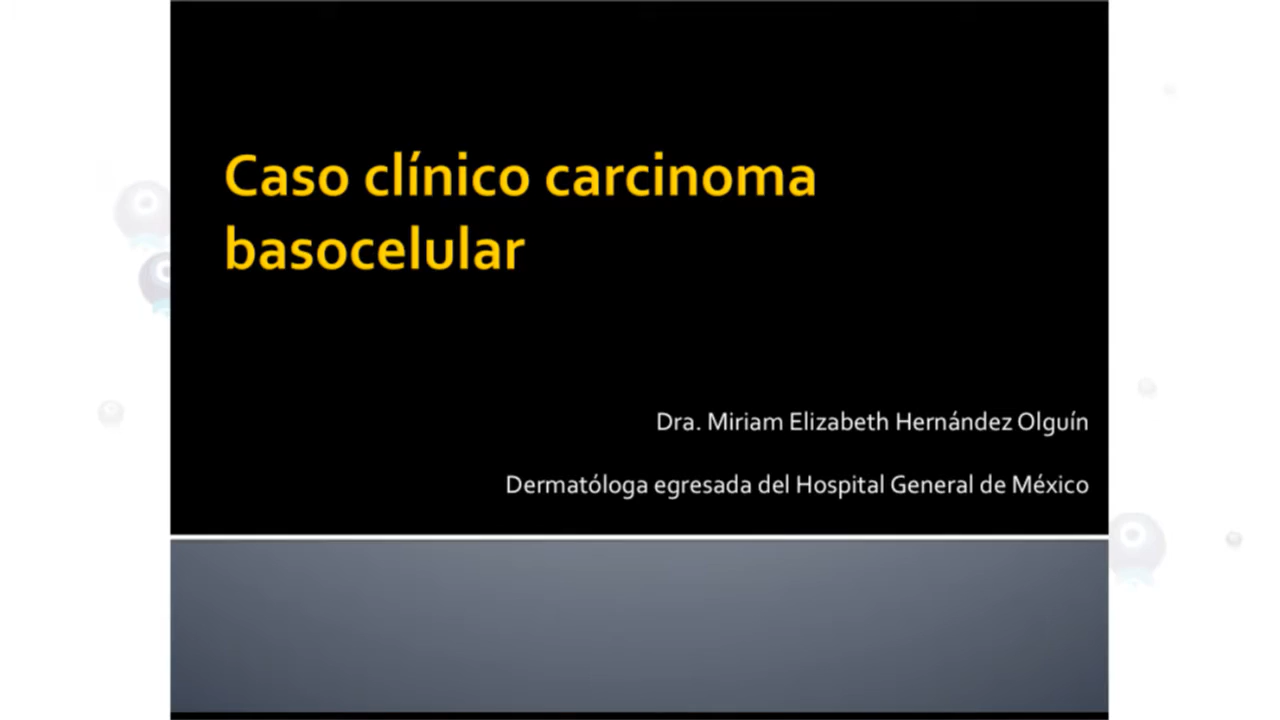 Caso clínico carcinoma
basocelular
Dra. Miriam Elizabeth Hernández Olguín
Dermatóloga egresada del Hospital General de México